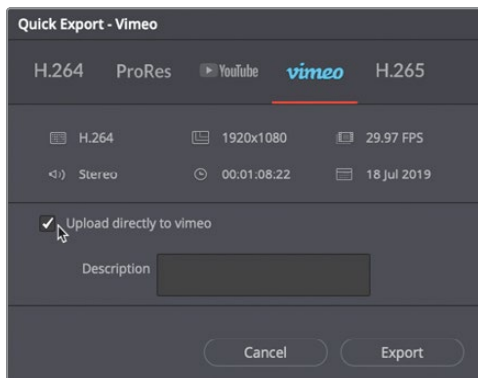 Quick Export - Vimeo
H.264 ProRes YouTube vimeo H.265
H.264 1920x1080 29.97 FPS
Stereo 00:01:08:22 18 Jul 2019
Upload directly to vimeo
Description
Cancel Export